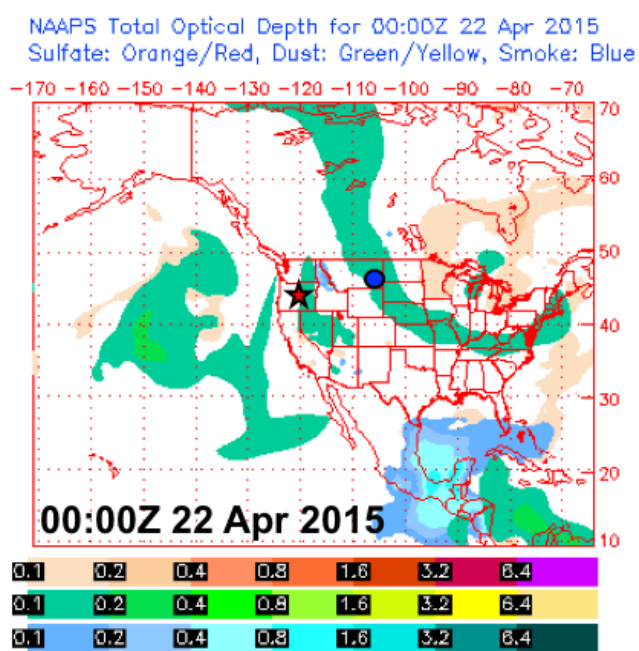 NAAPS Total Optical Depth for 00:00Z 22 Apr 2015
Sulfate: Orange/Red, Dust: Green/Yellow, Smoke: Blue
-170 -160 -150 -140 -130 -120 -110 -100 -90 -80 -70
70
60
50
40
30
20
10
00:00Z 22 Apr 2015
0.1 0.2 0.4 0.8 1.6 3.2 6.4
0.1 0.2 0.4 0.8 1.6 3.2 6.4
0.1 0.2 0.4 0.8 1.6 3.2 6.4